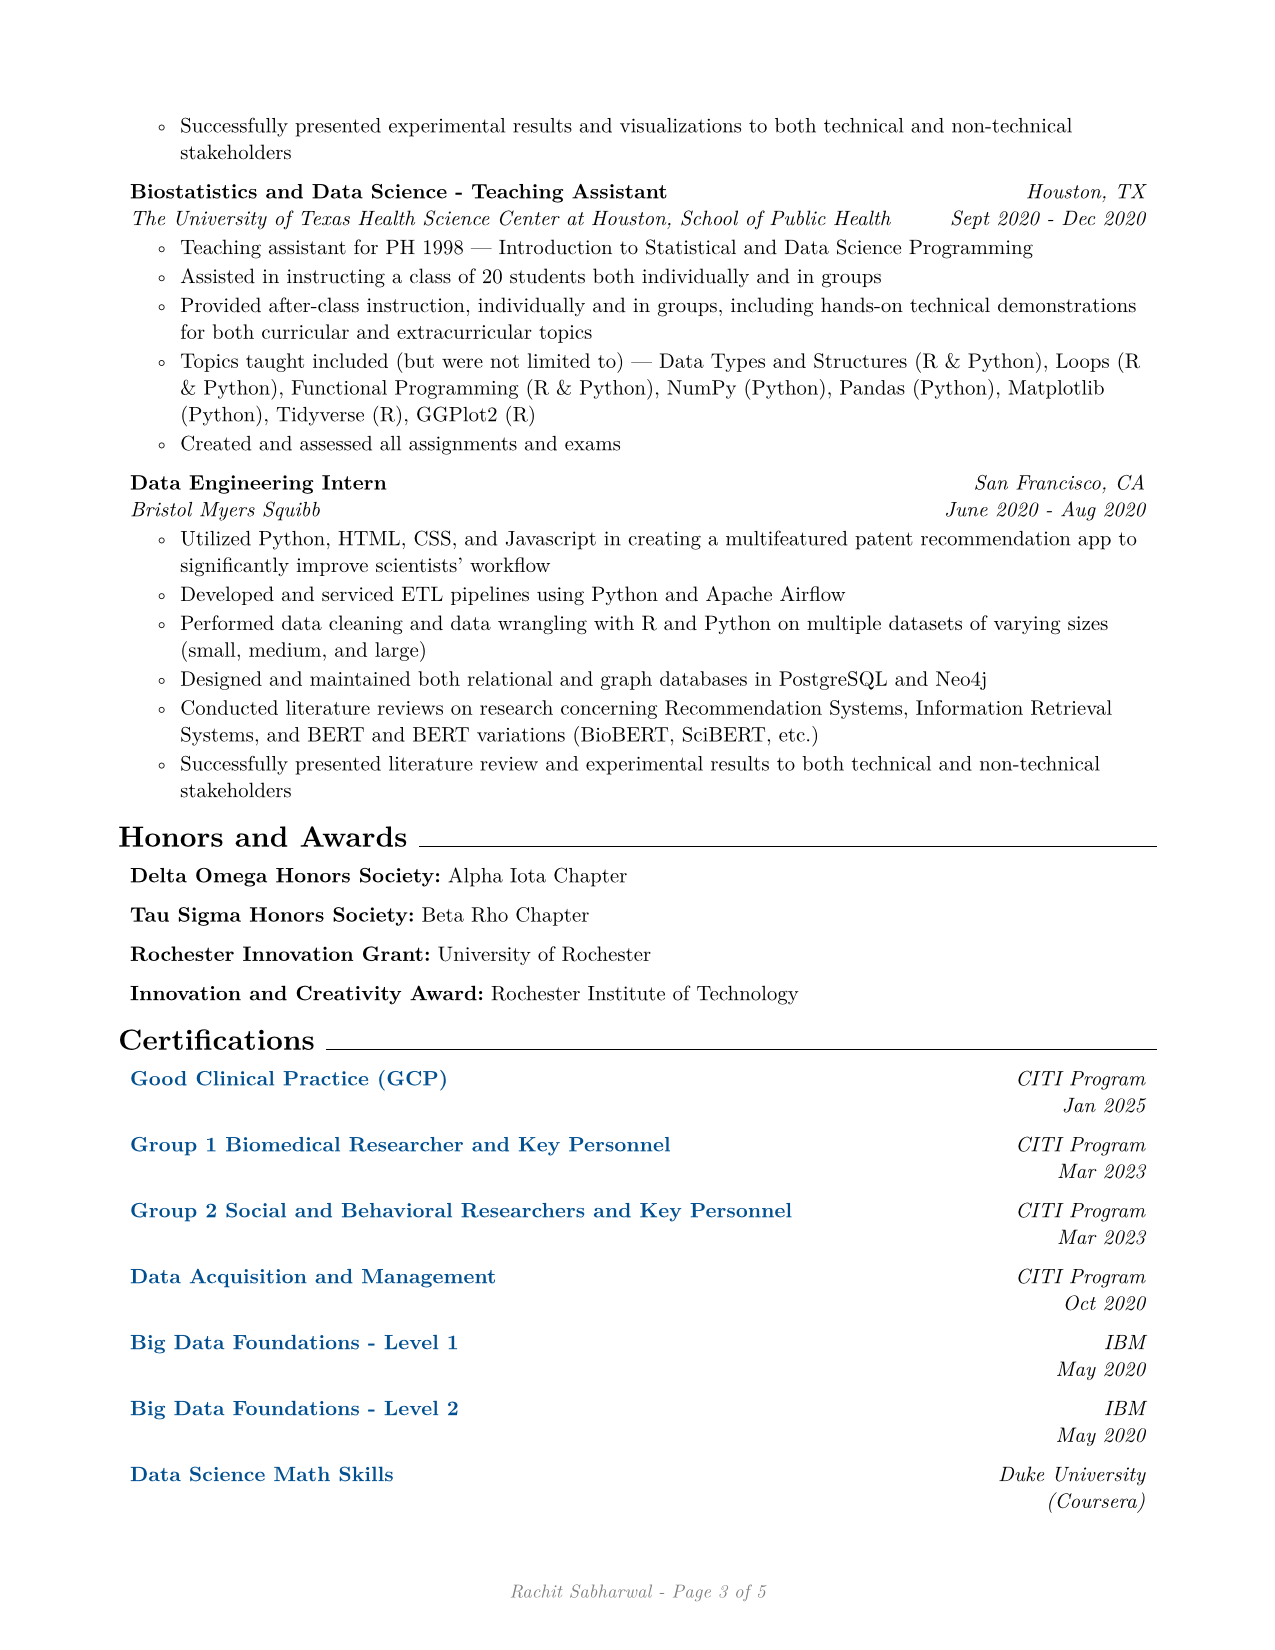 ◦ Successfully presented experimental results and visualizations to both technical and non-technical
stakeholders
Biostatistics and Data Science - Teaching Assistant Houston, TX
The University of Texas Health Science Center at Houston, School of Public Health Sept 2020 - Dec 2020
◦ Teaching assistant for PH 1998 — Introduction to Statistical and Data Science Programming
◦ Assisted in instructing a class of 20 students both individually and in groups
◦ Provided after-class instruction, individually and in groups, including hands-on technical demonstrations
for both curricular and extracurricular topics
◦ Topics taught included (but were not limited to) — Data Types and Structures (R & Python), Loops (R
& Python), Functional Programming (R & Python), NumPy (Python), Pandas (Python), Matplotlib
(Python), Tidyverse (R), GGPlot2 (R)
◦ Created and assessed all assignments and exams
Data Engineering Intern San Francisco, CA
Bristol Myers Squibb June 2020 - Aug 2020
◦ Utilized Python, HTML, CSS, and Javascript in creating a multifeatured patent recommendation app to
significantly improve scientists’ workflow
◦ Developed and serviced ETL pipelines using Python and Apache Airflow
◦ Performed data cleaning and data wrangling with R and Python on multiple datasets of varying sizes
(small, medium, and large)
◦ Designed and maintained both relational and graph databases in PostgreSQL and Neo4j
◦ Conducted literature reviews on research concerning Recommendation Systems, Information Retrieval
Systems, and BERT and BERT variations (BioBERT, SciBERT, etc.)
◦ Successfully presented literature review and experimental results to both technical and non-technical
stakeholders
Honors and Awards
Delta Omega Honors Society: Alpha Iota Chapter
Tau Sigma Honors Society: Beta Rho Chapter
Rochester Innovation Grant: University of Rochester
Innovation and Creativity Award: Rochester Institute of Technology
Certifications
Good Clinical Practice (GCP) CITI Program
Jan 2025
Group 1 Biomedical Researcher and Key Personnel CITI Program
Mar 2023
Group 2 Social and Behavioral Researchers and Key Personnel CITI Program
Mar 2023
Data Acquisition and Management CITI Program
Oct 2020
Big Data Foundations - Level 1 IBM
May 2020
Big Data Foundations - Level 2 IBM
May 2020
Data Science Math Skills Duke University
(Coursera)
Rachit Sabharwal - Page 3 of 5